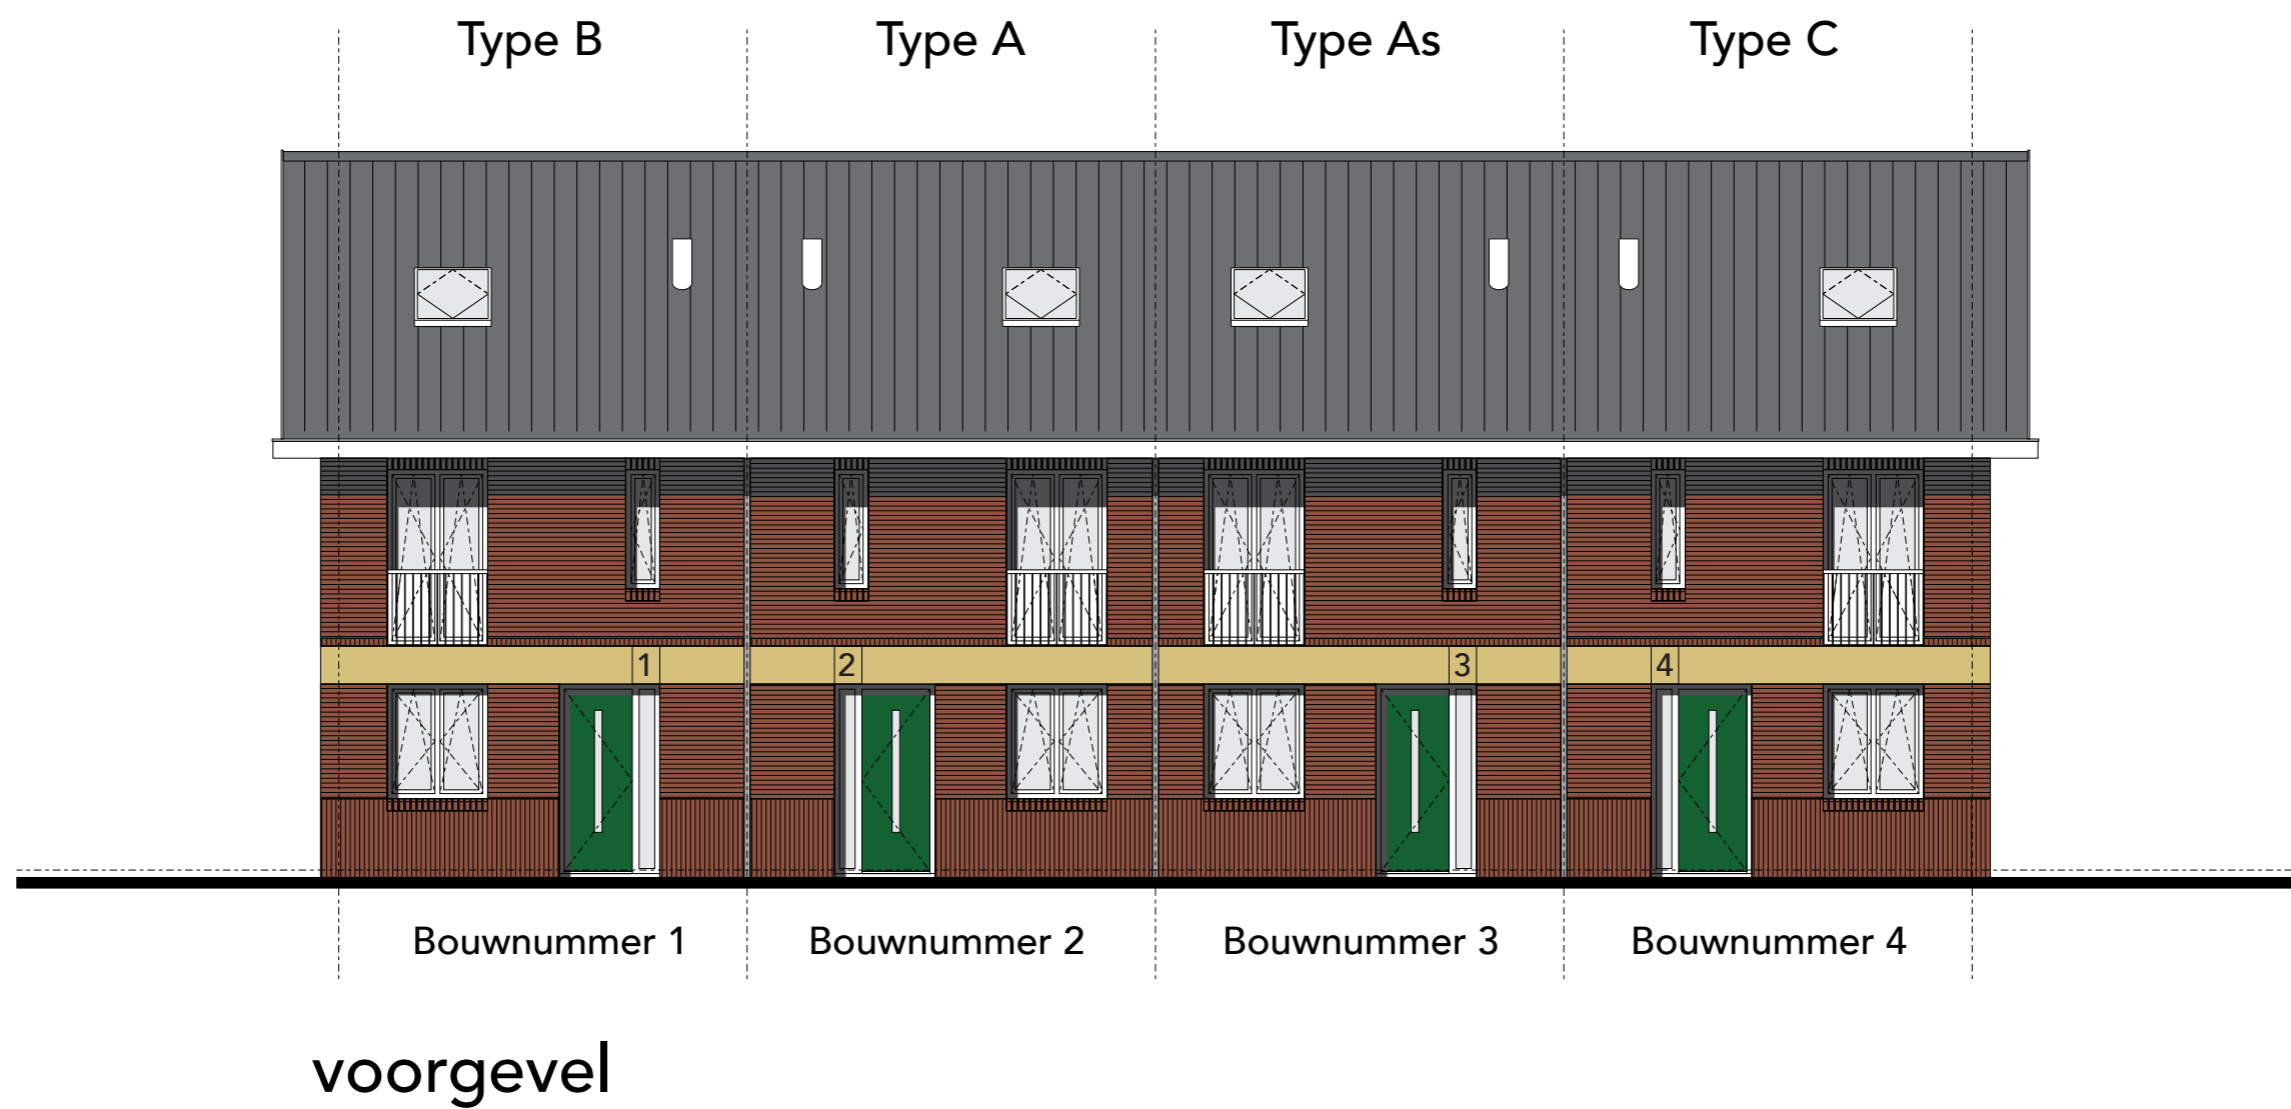 Type B
Type A
Type As
Type C
1
2
3
4
Bouwnummer 1
Bouwnummer 2
Bouwnummer 3
Bouwnummer 4
voorgevel